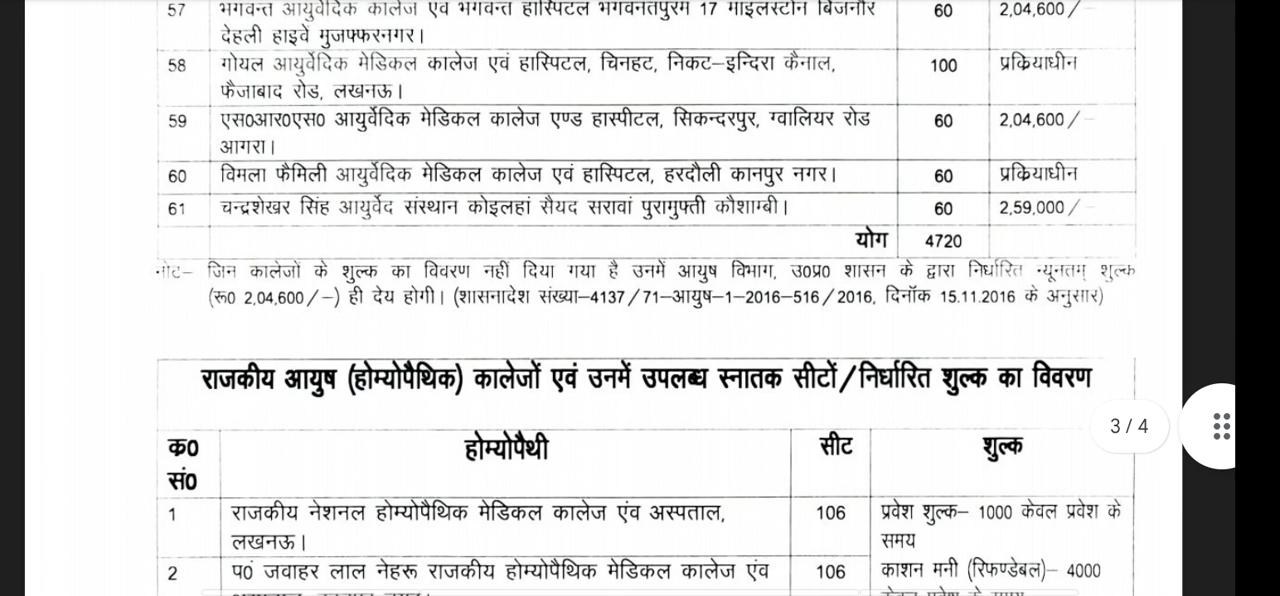 57 भगवन्त आयुर्वेदिक कालेज एवं भगवन्त हास्पिटल भगवनतपुरम 17 माइलस्टोन बिजनौर 60 2,04,600/-
देहली हाइवे मुजफ्फरनगर।
58 गोयल आयुर्वेदिक मेडिकल कालेज एवं हास्पिटल, चिनहट, निकट-इन्दिरा कैनाल, 100 प्रक्रियाधीन
फैजाबाद रोड, लखनऊ।
59 एस0आर0एस0 आयुर्वेदिक मेडिकल कालेज एण्ड हास्पीटल, सिकन्दरपुर, ग्वालियर रोड 60 2,04,600/-
आगरा।
60 विमला फैमिली आयुर्वेदिक मेडिकल कालेज एवं हास्पिटल, हरदौली कानपुर नगर। 60 प्रक्रियाधीन
61 चन्द्रशेखर सिंह आयुर्वेद संस्थान कोइलहां सैयद सरावां पुरामुफ्ती कौशाम्बी। 60 2,59,000/-
योग 4720
नोट- जिन कालेजों के शुल्क का विवरण नहीं दिया गया है उनमें आयुष विभाग, उ0प्र0 शासन के द्वारा निर्धारित न्यूनतम् शुल्क
(रू0 2,04,600/-) ही देय होगी। (शासनादेश संख्या-4137/71-आयुष-1-2016-516/2016, दिनॉक 15.11.2016 के अनुसार)
राजकीय आयुष (होम्योपैथिक) कालेजों एवं उनमें उपलब्ध स्नातक सीटों/निर्धारित शुल्क का विवरण
3 / 4
क0 होम्योपैथी सीट शुल्क
सं0
1 राजकीय नेशनल होम्योपैथिक मेडिकल कालेज एंव अस्पताल, 106 प्रवेश शुल्क- 1000 केवल प्रवेश के
लखनऊ। समय
2 प0 जवाहर लाल नेहरू राजकीय होम्योपैथिक मेडिकल कालेज एंव 106 काशन मनी (रिफण्डेबल)- 4000